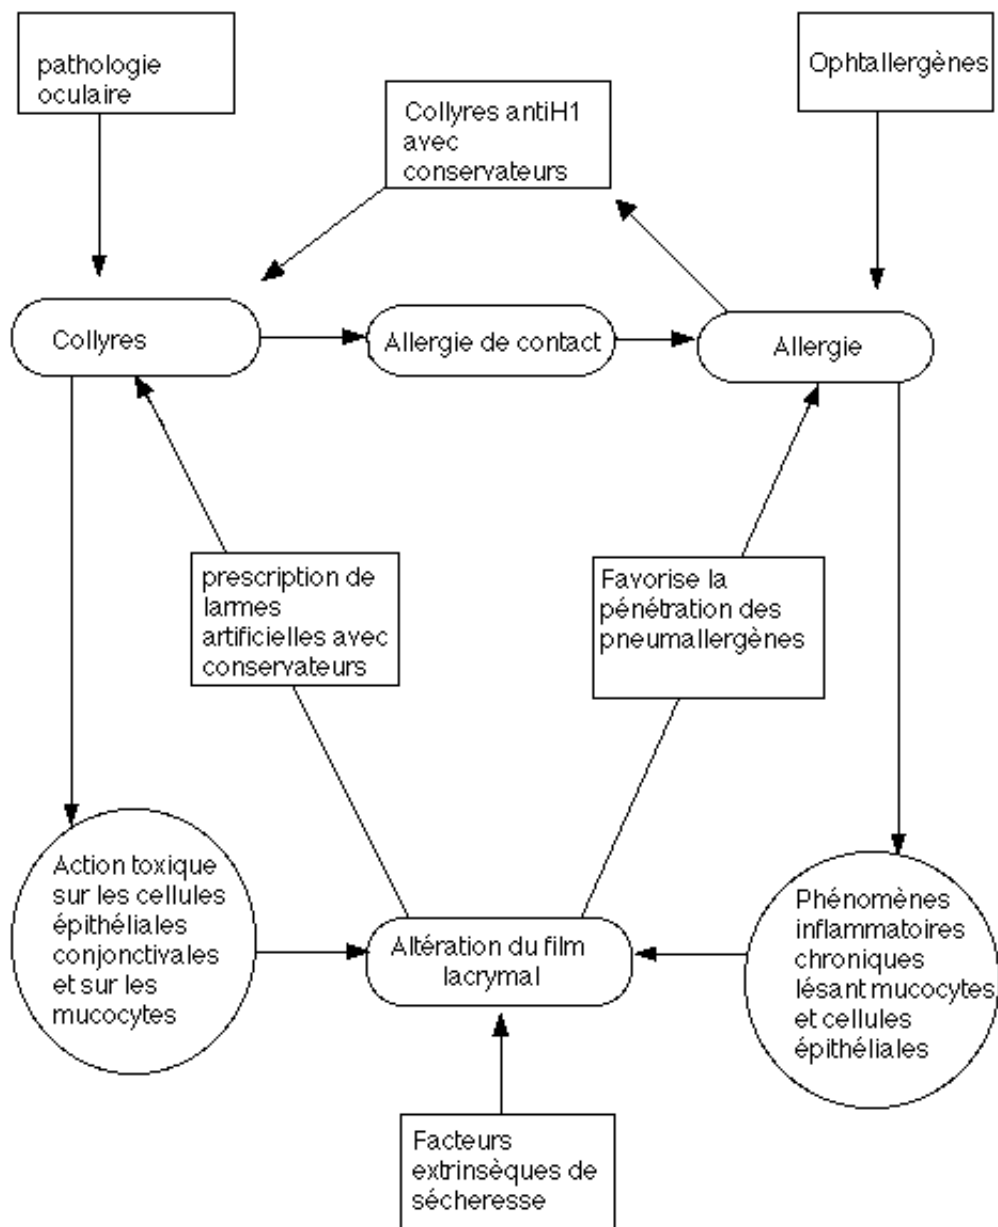 pathologie
oculaire
Ophtallergènes
Collyres antiH1
avec
conservateurs
Collyres
Allergie de contact
Allergie
prescription de
larmes
artificielles avec
conservateurs
Favorise la
pénétration des
pneumallergènes
Action toxique
sur les cellules
épithéliales
conjonctivales
et sur les
mucocytes
Altération du film
lacrymal
Phénomènes
inflammatoires
chroniques
lésant mucocytes
et cellules
épithéliales
Facteurs
extrinsèques de
sécheresse